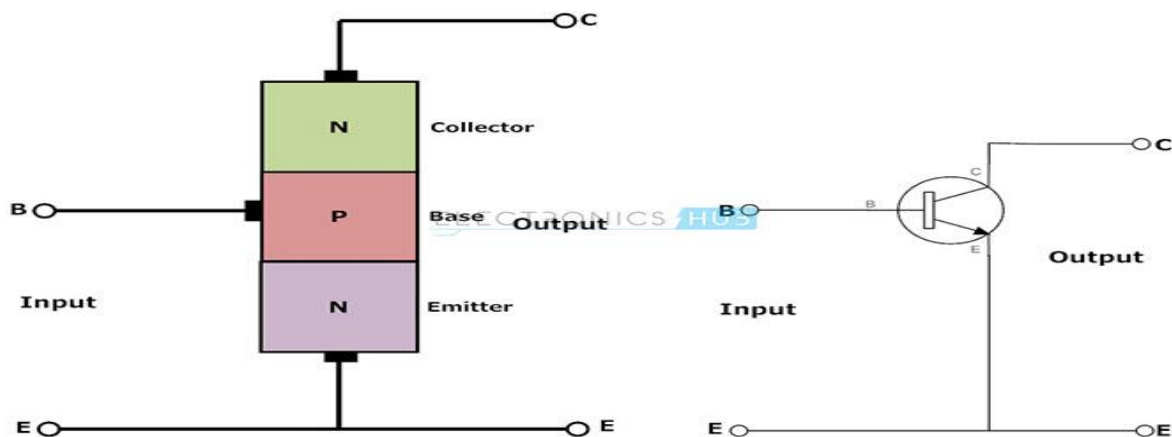 C
N
Collector
B
P
Base
ELECTRONICS HUB
Output
Input
N
Emitter
E
E
C
C
B
B
E
Output
Input
E
E